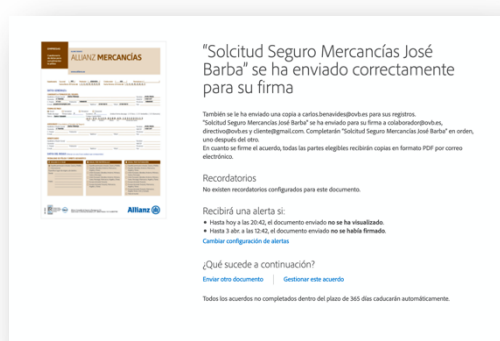 ALLIANZ MERCANCÍAS
Allianz
"Solcitud Seguro Mercancías José
Barba" se ha enviado correctamente
para su firma
También se le ha enviado una copia a carlos.benavides@ovb.es para sus registros.
"Solcitud Seguro Mercancías José Barba" se ha enviado para su firma a colaborador@ovb.es,
directivo@ovb.es y cliente@gmail.com. Completarán "Solcitud Seguro Mercancías José Barba" en orden,
uno después del otro.
En cuanto se firme el acuerdo, todas las partes elegibles recibirán copias en formato PDF por correo
electrónico.
Recordatorios
No existen recordatorios configurados para este documento.
Recibirá una alerta si:
• Hasta hoy a las 20:42, el documento enviado no se ha visualizado.
• Hasta 3 abr. a las 12:42, el documento enviado no se había firmado.
Cambiar configuración de alertas
¿Qué sucede a continuación?
Enviar otro documento | Gestionar este acuerdo
Todos los acuerdos no completados dentro del plazo de 365 días caducarán automáticamente.